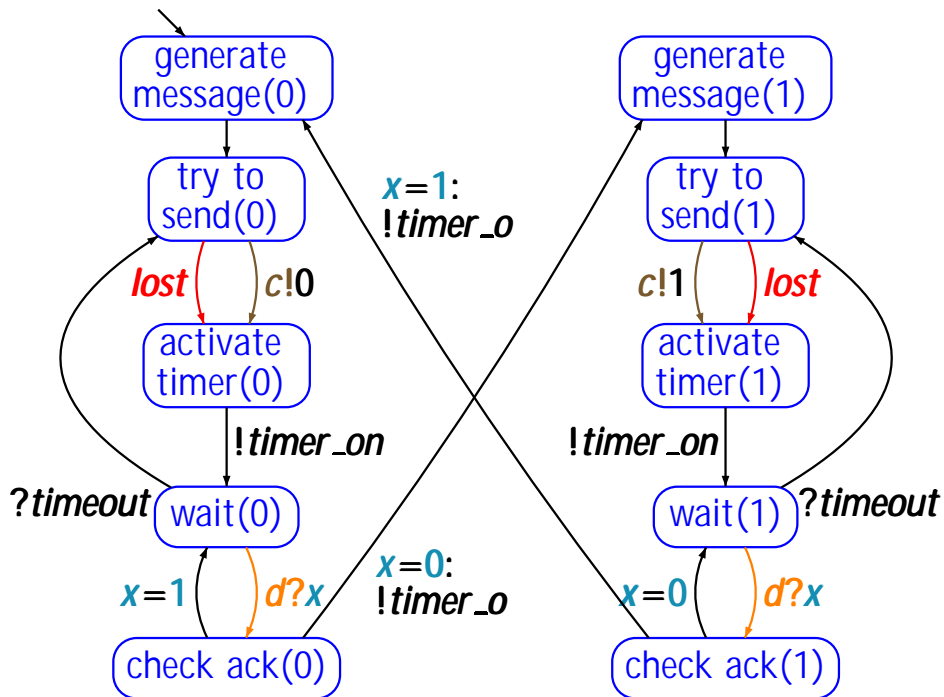 generate
message(0)
generate
message(1)
try to
send(0)
x=1:
!timer_o
try to
send(1)
lost
c!0
c!1
lost
activate
timer(0)
activate
timer(1)
!timer_on
!timer_on
?timeout
wait(0)
wait(1)
?timeout
x=1
d?x
x=0:
!timer_o
x=0
d?x
check ack(0)
check ack(1)